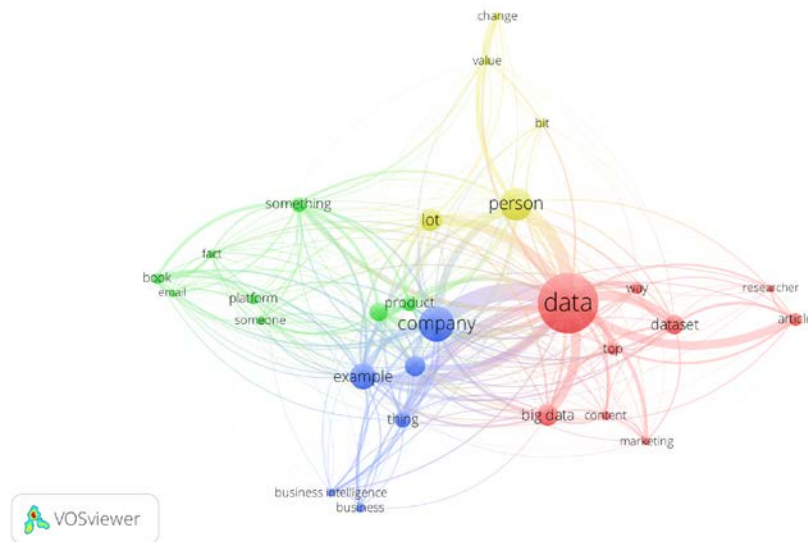 change
value
bit
something
person
lot
fact
book
email
platform
someone
product
data
way
researcher
company
dataset
article
top
example
big data
content
thing
marketing
business intelligence
business
VOSviewer